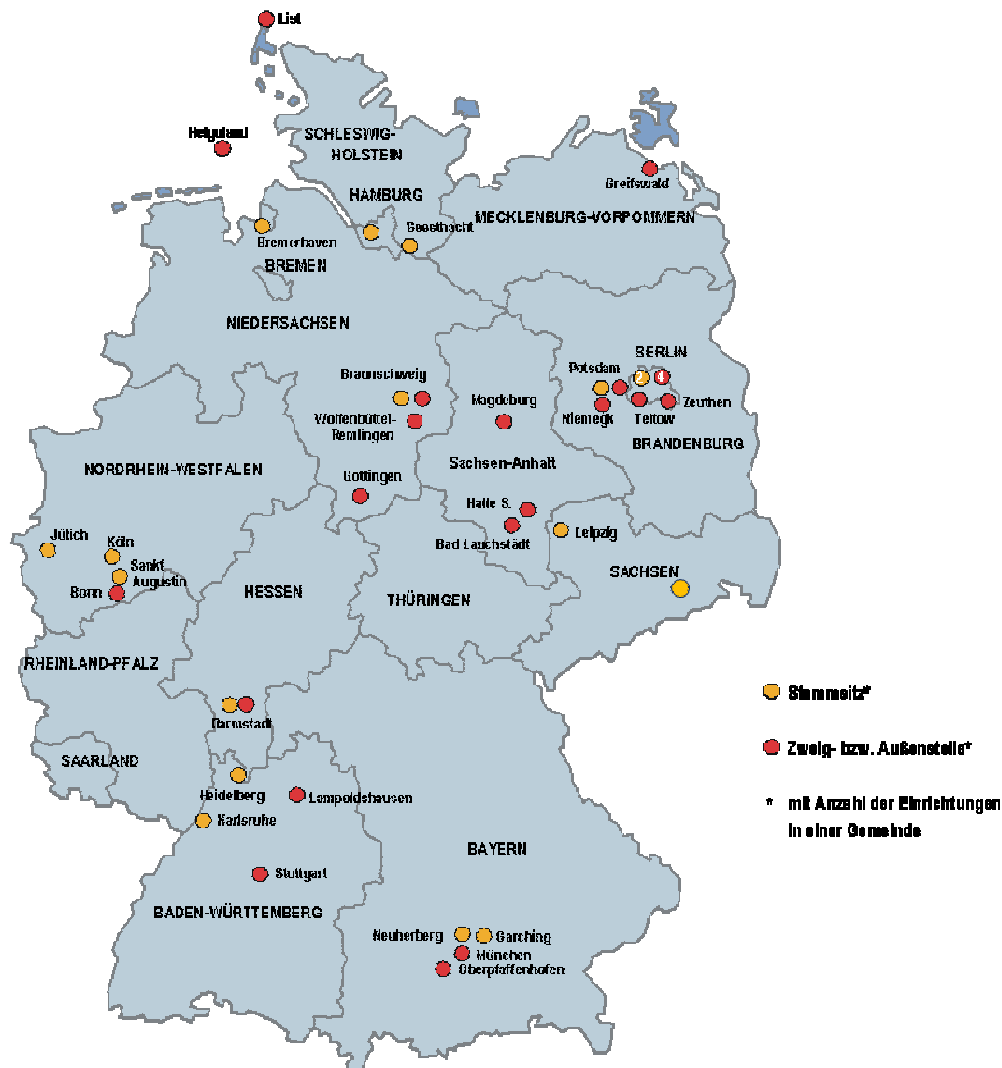 List
Helgoland
SCHLESWIG-
HOLSTEIN
HAMBURG
Greifswald
MECKLENBURG-VORPOMMERN
Geesthacht
Bremerhaven
BREMEN
NIEDERSACHSEN
BERLIN
Potsdam
2
4
Braunschweig
Magdeburg
Niemegk
Teltow
Zeuthen
Wolfenbüttel-
Remlingen
BRANDENBURG
NORDRHEIN-WESTFALEN
Sachsen-Anhalt
Göttingen
Halle S.
Leipzig
Bad Lauchstädt
Jülich
Köln
Sankt
Augustin
Bonn
HESSEN
THÜRINGEN
SACHSEN
RHEINLAND-PFALZ
Stammsitz*
Darmstadt
Zweig- bzw. Außenstelle*
SAARLAND
Heidelberg
Lampoldshausen
* mit Anzahl der Einrichtungen
in einer Gemeinde
Karlsruhe
BAYERN
Stuttgart
BADEN-WÜRTTEMBERG
Neuherberg
Garching
München
Oberpfaffenhofen